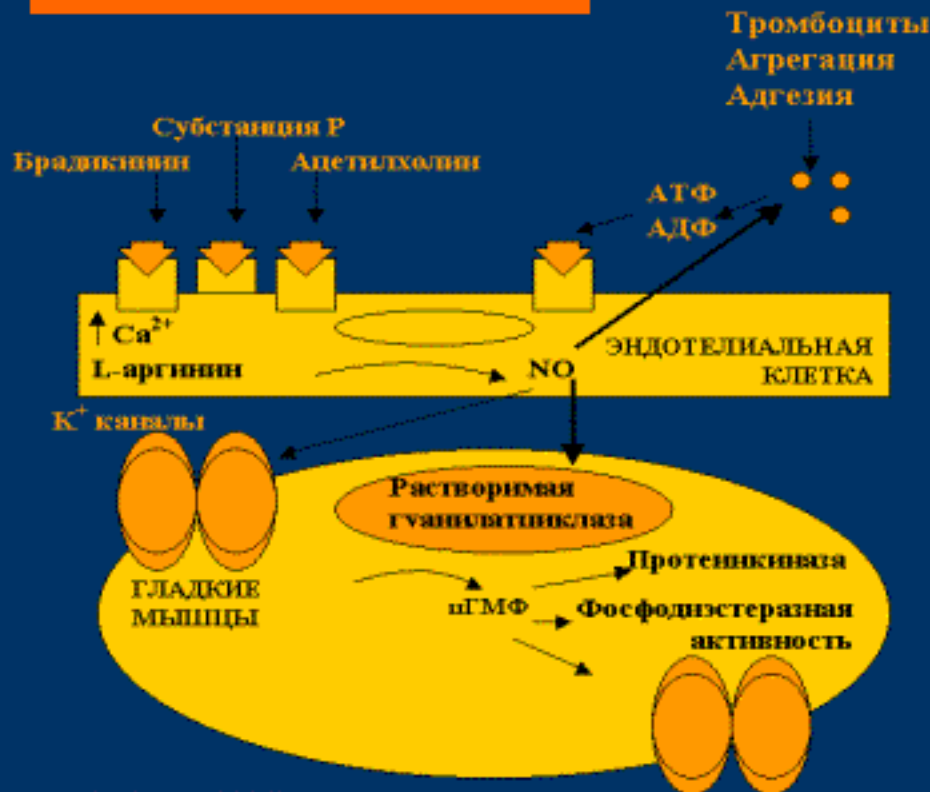 Тромбоциты
Агрегация
Адгезия
Субстанция P
Брадикинин
Ацетилхолин
АТФ
АДФ
Ca²⁺
L-аргинин
NO
ЭНДОТЕЛИАЛЬНАЯ
КЛЕТКА
K⁺ каналы
Растворимая
гуанилатциклаза
ГЛАДКИЕ
МЫШЦЫ
цГМФ
Протеинкиназа
Фосфодиэстеразная
активность